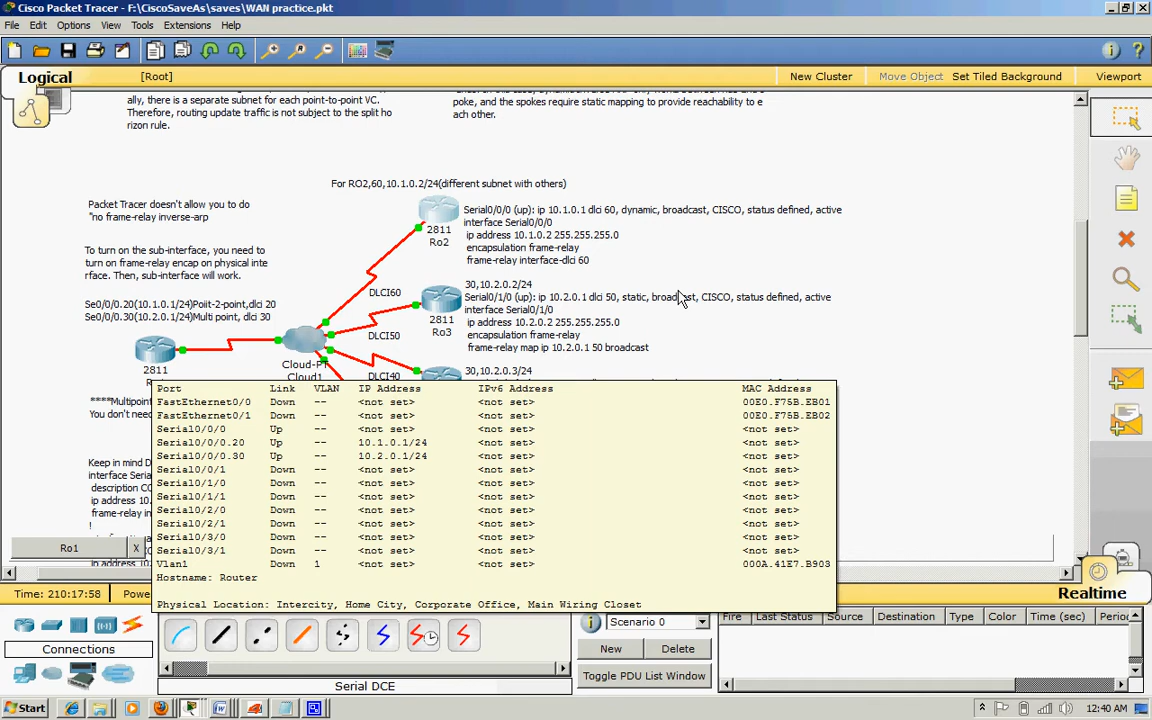 Cisco Packet Tracer - F:\CiscoSaveAs\saves\WAN practice.pkt
File Edit Options View Tools Extensions Help
Logical [Root] New Cluster Move Object Set Tiled Background Viewport
ally, there is a separate subnet for each point-to-point VC.
Therefore, routing update traffic is not subject to the split ho
rizon rule.
poke, and the spokes require static mapping to provide reachability to e
ach other.
For RO2,60,10.1.0.2/24(different subnet with others)
Packet Tracer doesn't allow you to do
"no frame-relay inverse-arp
To turn on the sub-interface, you need to
turn on frame-relay encap on physical inte
rface. Then, sub-interface will work.
Se0/0/0.20(10.1.0.1/24)Poiit-2-point,dlci 20
Se0/0/0.30(10.2.0.1/24)Multi point, dlci 30
2811
Ro2
Serial0/0/0 (up): ip 10.1.0.1 dlci 60, dynamic, broadcast, CISCO, status defined, active
interface Serial0/0/0
ip address 10.1.0.2 255.255.255.0
encapsulation frame-relay
frame-relay interface-dlci 60
DLCI60
30,10.2.0.2/24
Serial0/1/0 (up): ip 10.2.0.1 dlci 50, static, broadcast, CISCO, status defined, active
interface Serial0/1/0
ip address 10.2.0.2 255.255.255.0
encapsulation frame-relay
frame-relay map ip 10.2.0.1 50 broadcast
2811
Ro3
DLCI50
Cloud-PT
Cloud1
DLCI40
30,10.2.0.3/24
2811
****Multipoin
You don't need
Keep in mind D
interface Seria
description CO
ip address 10.
frame-relay in
!
Port Link VLAN IP Address IPv6 Address MAC Address
FastEthernet0/0 Down -- <not set> <not set> 00E0.F75B.EB01
FastEthernet0/1 Down -- <not set> <not set> 00E0.F75B.EB02
Serial0/0/0 Up -- <not set> <not set> <not set>
Serial0/0/0.20 Up -- 10.1.0.1/24 <not set> <not set>
Serial0/0/0.30 Up -- 10.2.0.1/24 <not set> <not set>
Serial0/0/1 Down -- <not set> <not set> <not set>
Serial0/1/0 Down -- <not set> <not set> <not set>
Serial0/1/1 Down -- <not set> <not set> <not set>
Serial0/2/0 Down -- <not set> <not set> <not set>
Serial0/2/1 Down -- <not set> <not set> <not set>
Serial0/3/0 Down -- <not set> <not set> <not set>
Serial0/3/1 Down -- <not set> <not set> <not set>
Vlan1 Down 1 <not set> <not set> 000A.41E7.B903
Hostname: Router
Physical Location: Intercity, Home City, Corporate Office, Main Wiring Closet
Ro1 X
Time: 210:17:58 Powe
Realtime
Connections
Serial DCE
Scenario 0
New Delete
Toggle PDU List Window
Fire Last Status Source Destination Type Color Time (sec)
Start 12:40 AM